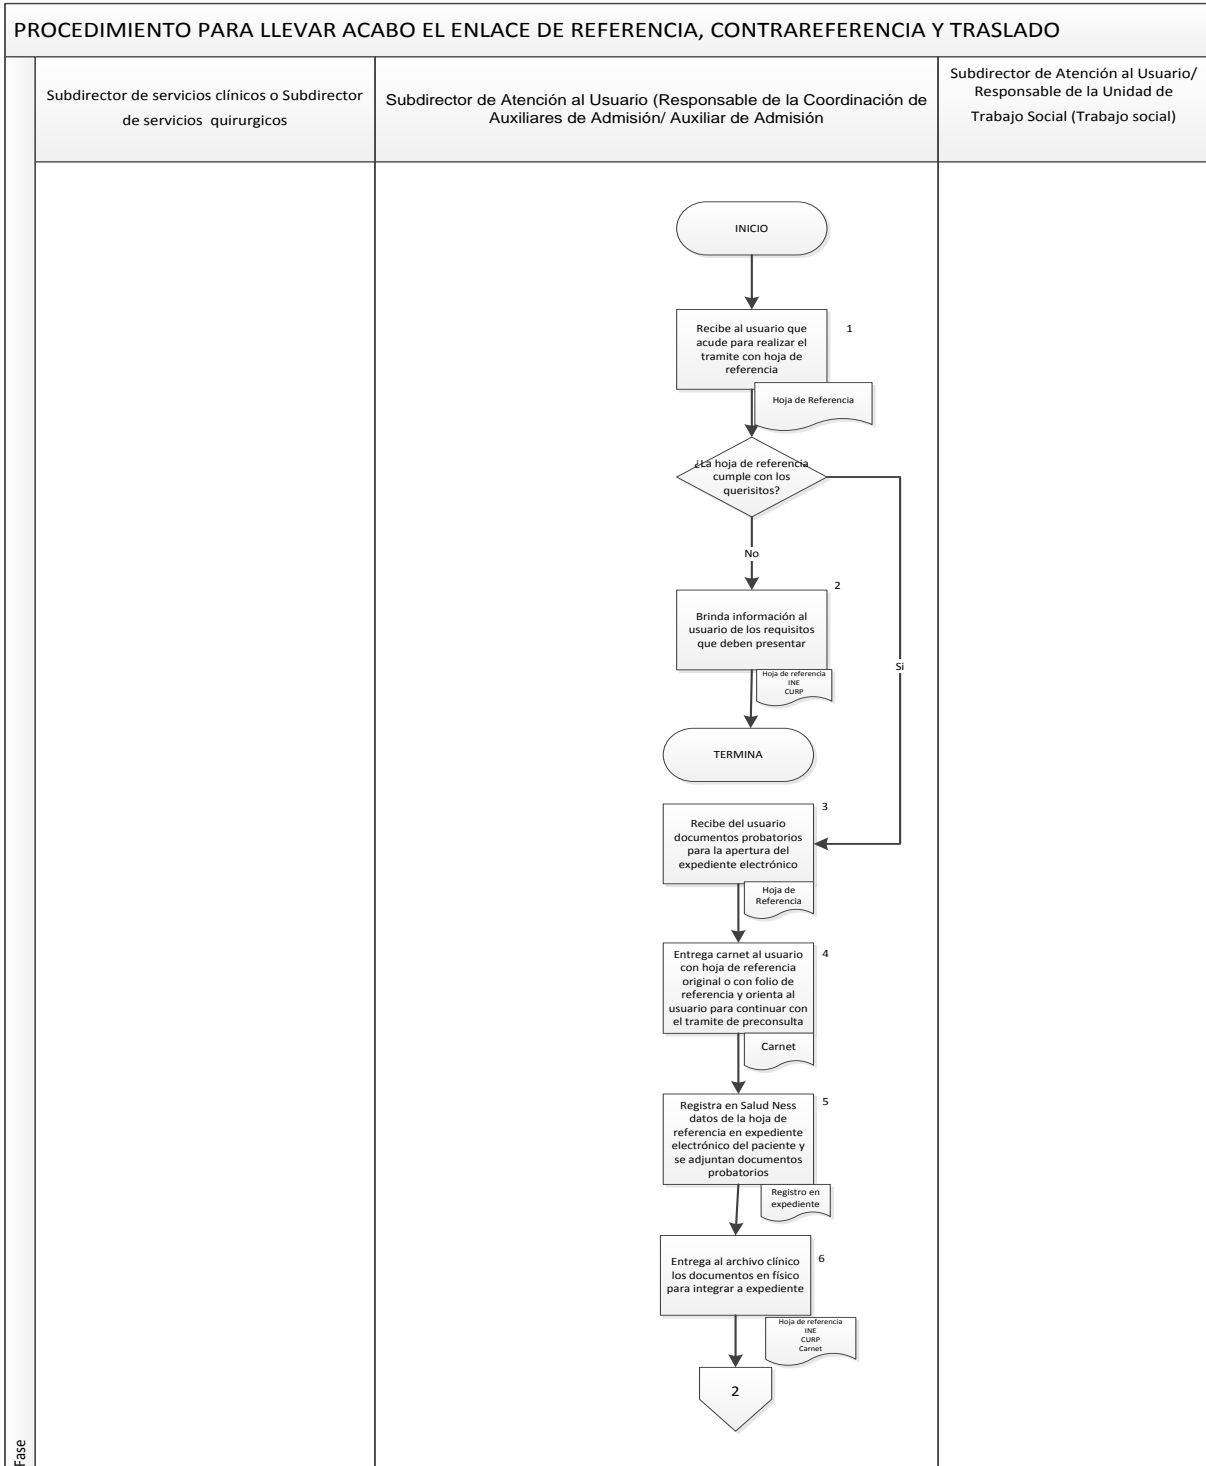 PROCEDIMIENTO PARA LLEVAR ACABO EL ENLACE DE REFERENCIA, CONTRAREFERENCIA Y TRASLADO
Subdirector de servicios clínicos o Subdirector
de servicios quirurgicos
Subdirector de Atención al Usuario (Responsable de la Coordinación de
Auxiliares de Admisión/ Auxiliar de Admisión
Subdirector de Atención al Usuario/
Responsable de la Unidad de
Trabajo Social (Trabajo social)
INICIO
Recibe al usuario que
acude para realizar el
tramite con hoja de
referencia
1
Hoja de Referencia
¿La hoja de referencia
cumple con los
querisitos?
No
Si
2
Brinda información al
usuario de los requisitos
que deben presentar
Hoja de referencia
INE
CURP
TERMINA
3
Recibe del usuario
documentos probatorios
para la apertura del
expediente electrónico
Hoja de
Referencia
4
Entrega carnet al usuario
con hoja de referencia
original o con folio de
referencia y orienta al
usuario para continuar con
el tramite de preconsulta
Carnet
5
Registra en Salud Ness
datos de la hoja de
referencia en expediente
electrónico del paciente y
se adjuntan documentos
probatorios
Registro en
expediente
6
Entrega al archivo clínico
los documentos en físico
para integrar a expediente
Hoja de referencia
INE
CURP
Carnet
2
Fase